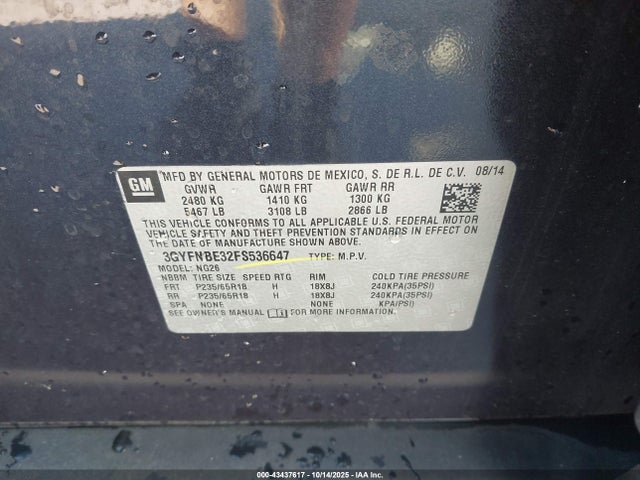 GM
MFD BY GENERAL MOTORS DE MEXICO, S. DE R.L. DE C.V. 08/14
GVWR GAWR FRT GAWR RR
2480 KG 1410 KG 1300 KG
5467 LB 3108 LB 2866 LB
THIS VEHICLE CONFORMS TO ALL APPLICABLE U.S. FEDERAL MOTOR
VEHICLE SAFETY AND THEFT PREVENTION STANDARDS IN EFFECT
ON THE DATE OF MANUFACTURE SHOWN ABOVE.
3GYFNBE32FS536647 TYPE: M.P.V.
MODEL: NG26
NBBM TIRE SIZE SPEED RTG RIM COLD TIRE PRESSURE
FRT P235/65R18 H 18X8J 240KPA(35PSI)
RR P235/65R18 H 18X8J 240KPA(35PSI)
SPA NONE NONE KPA/PSI)
SEE OWNER'S MANUAL FOR MORE INFORMATION.
000-43437617 - 10/14/2025 - Copyright IAA, Inc. All Rights Reserved.